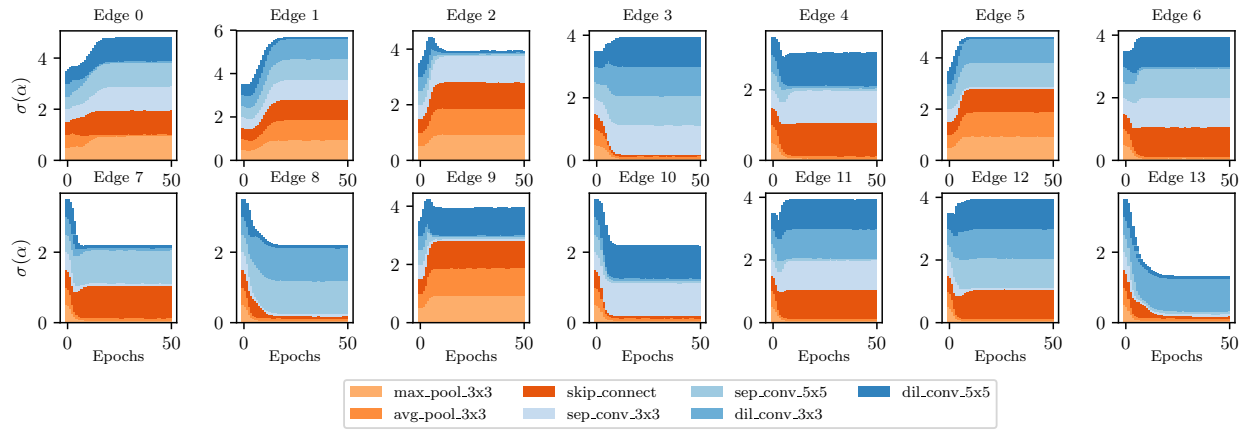 Edge 0 Edge 1 Edge 2 Edge 3 Edge 4 Edge 5 Edge 6
6
4 4 4 4 4
4
2 2 2 2 2 2 2
σ(α)
0 0 0 0 0 0 0
0 50 0 50 0 50 0 50 0 50 0 50 0 50
Edge 7 Edge 8 Edge 9 Edge 10 Edge 11 Edge 12 Edge 13
4 4 4
2 2 2 2 2 2 2
σ(α)
0 0 0 0 0 0 0
0 50 0 50 0 50 0 50 0 50 0 50 0 50
Epochs Epochs Epochs Epochs Epochs Epochs Epochs
max_pool_3x3 skip_connect sep_conv_5x5 dil_conv_5x5
avg_pool_3x3 sep_conv_3x3 dil_conv_3x3